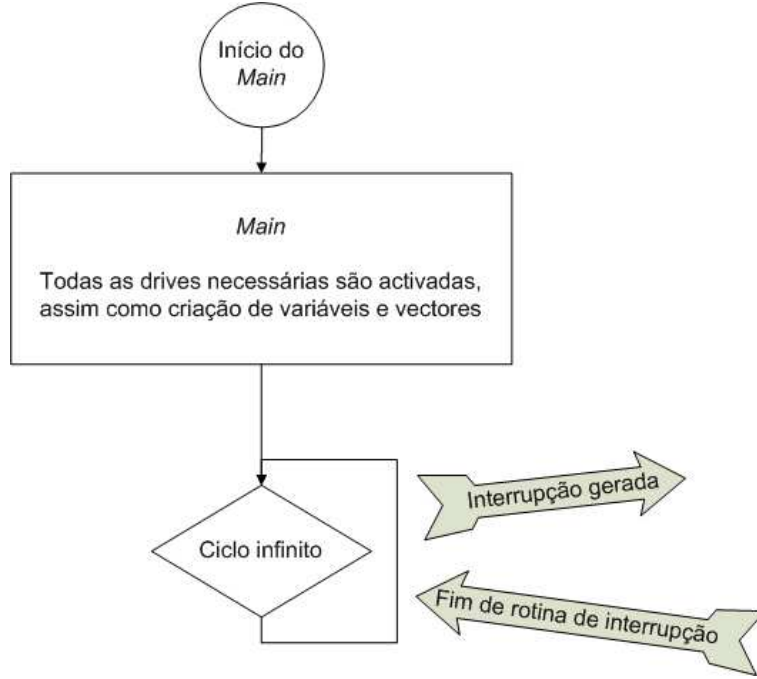 Início do
Main
Main
Todas as drives necessárias são activadas,
assim como criação de variáveis e vectores
Ciclo infinito
Interrupção gerada
Fim de rotina de interrupção